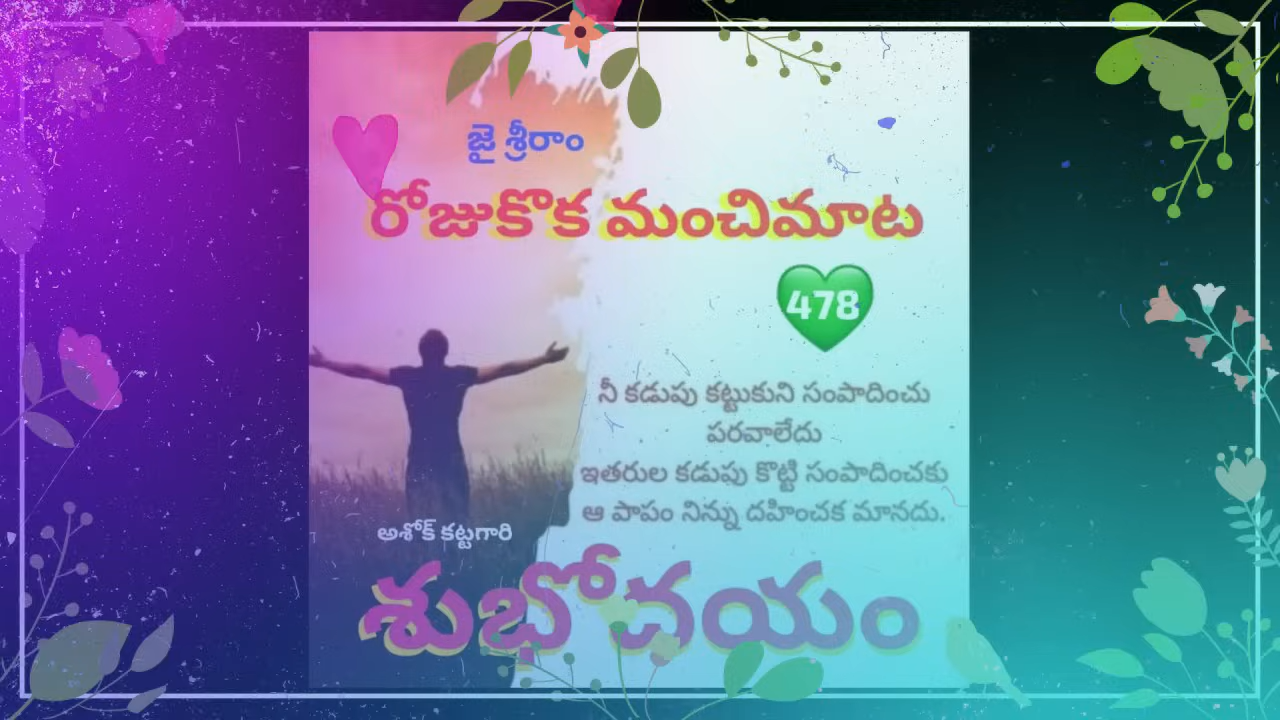 జై శ్రీరాం
రోజుకొక మంచిమాట
478
నీ కడుపు కట్టుకుని సంపాదించు
పరవాలేదు
ఇతరుల కడుపు కొట్టి సంపాదించకు
ఆ పాపం నిన్ను దహించక మానదు.
అశోక్ కట్టగారి
శుభోదయం